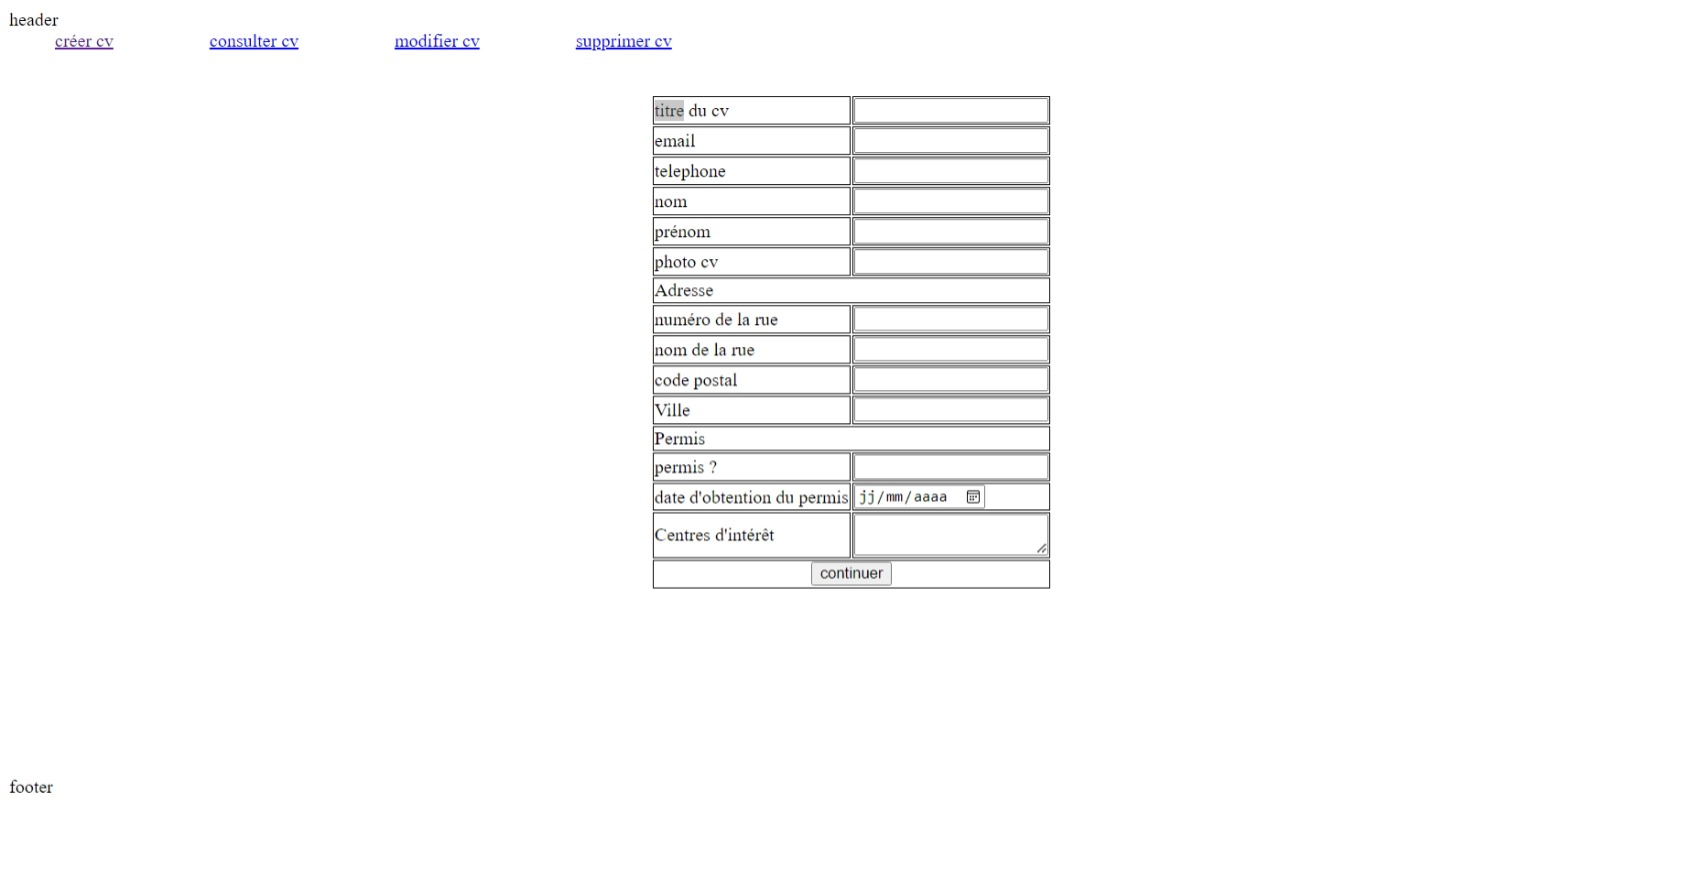 header
créer cv consulter cv modifier cv supprimer cv
titre du cv
email
telephone
nom
prénom
photo cv
Adresse
numéro de la rue
nom de la rue
code postal
Ville
Permis
permis ?
date d'obtention du permis jj/mm/aaaa
Centres d'intérêt
continuer
footer